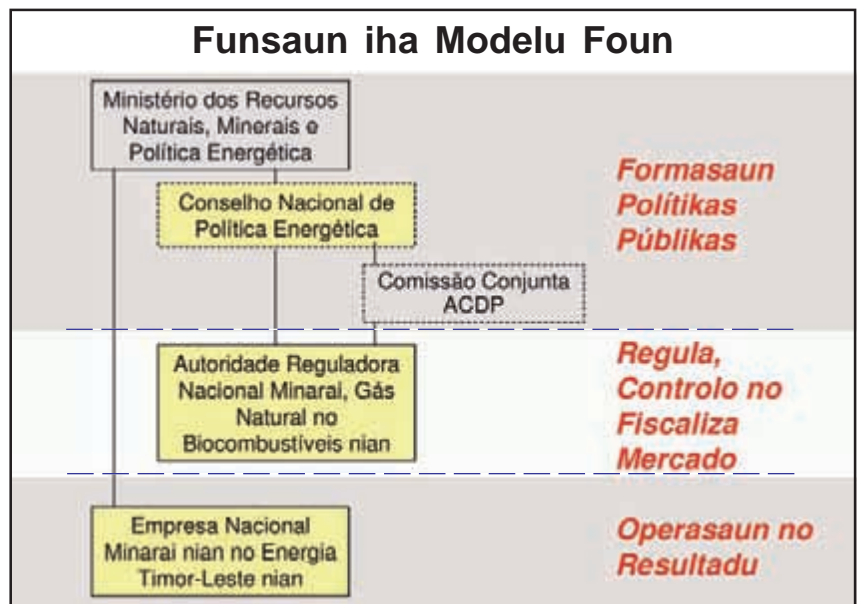 Funsaun iha Modelu Foun
Ministério dos Recursos
Naturais, Minerais e
Política Energética
Conselho Nacional de
Política Energética
Comissão Conjunta
ACDP
Formasaun
Polítikas
Públikas
Autoridade Reguladora
Nacional Minarai, Gás
Natural no
Biocombustíveis nian
Regula,
Controlo no
Fiscaliza
Mercado
Empresa Nacional
Minarai nian no Energia
Timor-Leste nian
Operasaun no
Resultadu